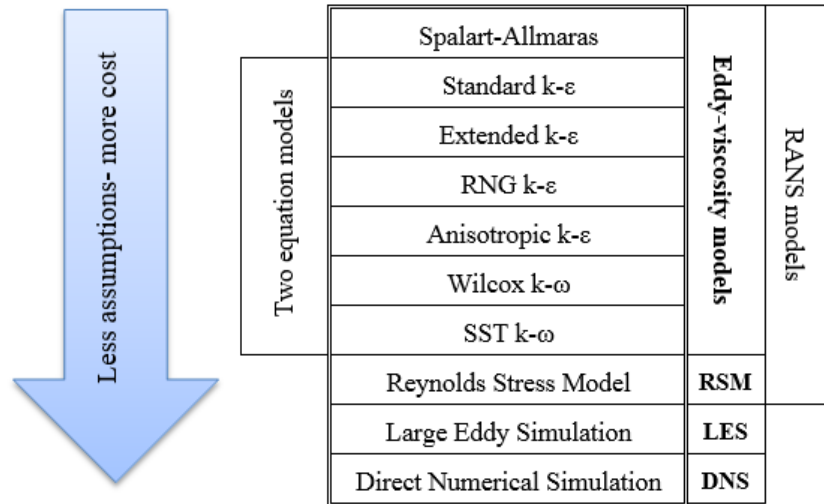 Less assumptions- more cost
Two equation models
Spalart-Allmaras
Standard k-ε
Extended k-ε
RNG k-ε
Anisotropic k-ε
Wilcox k-ω
SST k-ω
Reynolds Stress Model
Large Eddy Simulation
Direct Numerical Simulation
Eddy-viscosity models
RSM
LES
DNS
RANS models